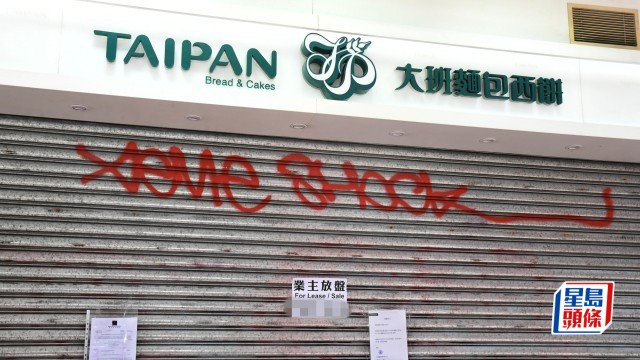 TAIPAN
Bread & Cakes
大班麵包西餅
業主放盤
For Lease / Sale
星島
頭條